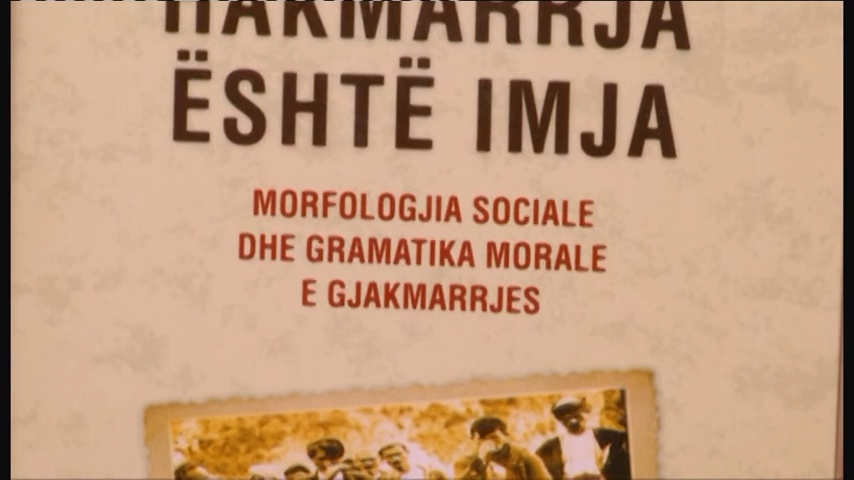 HAKMARRJA
ËSHTË IMJA
MORFOLOGJIA SOCIALE
DHE GRAMATIKA MORALE
E GJAKMARRJES